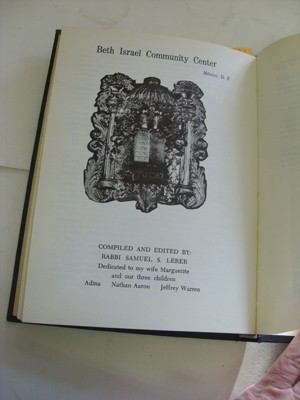 Beth Israel Community Center
México D F
COMPILED AND EDITED BY:
RABBI SAMUEL S. LERER
Dedicated to my wife Marguerite
and our three children
Adina Nathan Aaron Jeffrey Warren